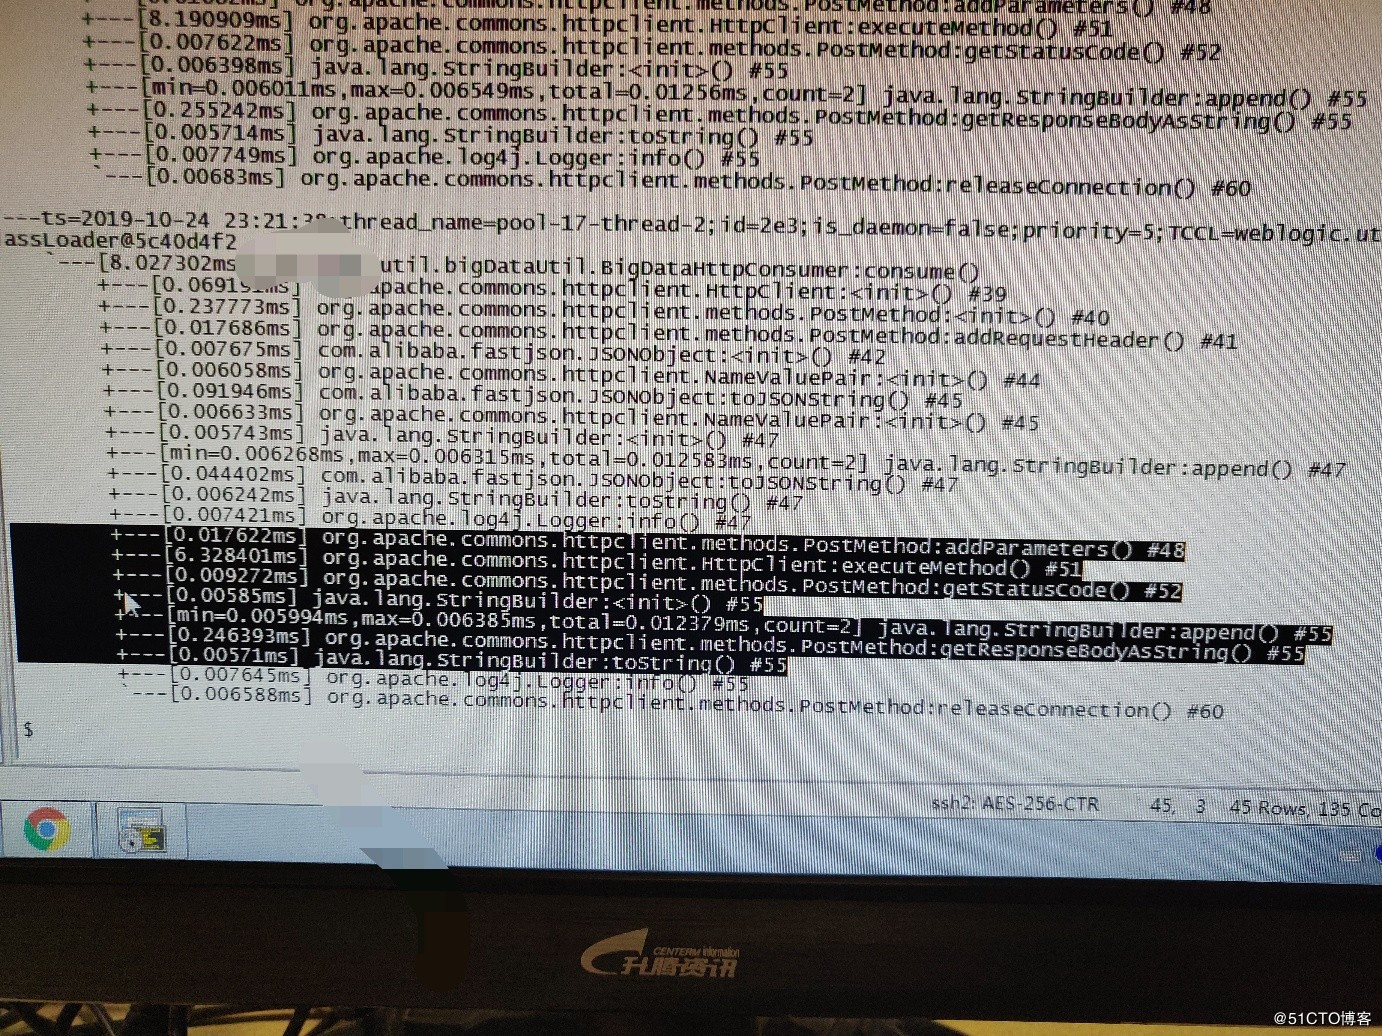 org.apache.commons.httpclient.methods.PostMethod:addParameters() #48
+---[8.190909ms] org.apache.commons.httpclient.HttpClient:executeMethod() #51
+---[0.007622ms] org.apache.commons.httpclient.methods.PostMethod:getStatusCode() #52
+---[0.006398ms] java.lang.StringBuilder:<init>() #55
+---[min=0.006011ms,max=0.006549ms,total=0.01256ms,count=2] java.lang.StringBuilder:append() #55
+---[0.255242ms] org.apache.commons.httpclient.methods.PostMethod:getResponseBodyAsString() #55
+---[0.005714ms] java.lang.StringBuilder:toString() #55
+---[0.007749ms] org.apache.log4j.Logger:info() #55
`---[0.00683ms] org.apache.commons.httpclient.methods.PostMethod:releaseConnection() #60
---ts=2019-10-24 23:21: thread_name=pool-17-thread-2;id=2e3;is_daemon=false;priority=5;TCCL=weblogic.ut
assLoader@5c40d4f2
`---[8.027302ms util.bigDataUtil.BigDataHttpConsumer:consume()
+---[0.0691 ms] apache.commons.httpclient.HttpClient:<init>() #39
+---[0.237773ms] org.apache.commons.httpclient.methods.PostMethod:<init>() #40
+---[0.017686ms] org.apache.commons.httpclient.methods.PostMethod:addRequestHeader() #41
+---[0.007675ms] com.alibaba.fastjson.JSONObject:<init>() #42
+---[0.006058ms] org.apache.commons.httpclient.NameValuePair:<init>() #44
+---[0.091946ms] com.alibaba.fastjson.JSONObject:toJSONString() #45
+---[0.006633ms] org.apache.commons.httpclient.NameValuePair:<init>() #45
+---[0.005743ms] java.lang.StringBuilder:<init>() #47
+---[min=0.006268ms,max=0.006315ms,total=0.012583ms,count=2] java.lang.StringBuilder:append() #47
+---[0.044402ms] com.alibaba.fastjson.JSONObject:toJSONString() #47
+---[0.006242ms] java.lang.StringBuilder:toString() #47
+---[0.007421ms] org.apache.log4j.Logger:info() #47
+---[0.017622ms] org.apache.commons.httpclient.methods.PostMethod:addParameters() #48
+---[6.328401ms] org.apache.commons.httpclient.HttpClient:executeMethod() #51
+---[0.009272ms] org.apache.commons.httpclient.methods.PostMethod:getStatusCode() #52
+---[0.00585ms] java.lang.StringBuilder:<init>() #55
+---[min=0.005994ms,max=0.006385ms,total=0.012379ms,count=2] java.lang.StringBuilder:append() #55
+---[0.246393ms] org.apache.commons.httpclient.methods.PostMethod:getResponseBodyAsString() #55
+---[0.00571ms] java.lang.StringBuilder:toString() #55
+---[0.007645ms] org.apache.log4j.Logger:info() #55
`---[0.006588ms] org.apache.commons.httpclient.methods.PostMethod:releaseConnection() #60
$
ssh2: AES-256-CTR 45, 3 45 Rows, 135 Co
CENTERM information
升腾资讯
@51CTO博客